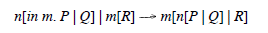 n[in m. P | Q] | m[R] —→ m[n[P | Q] | R]